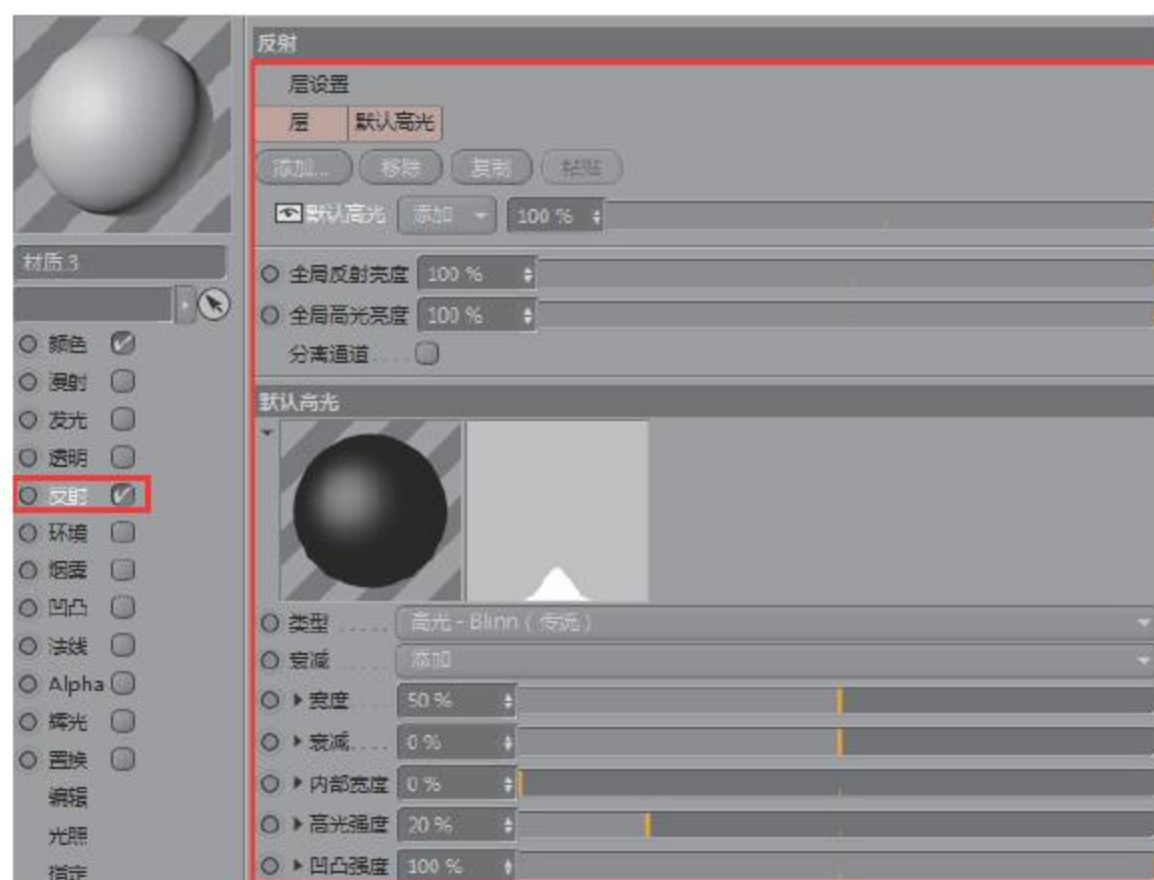 材质.3
颜色
漫射
发光
透明
反射
环境
烟雾
凹凸
法线
Alpha
辉光
置换
编辑
光照
指定
反射
层设置
层 默认高光
添加... 移除 复制 粘贴
默认高光 添加 100 %
全局反射亮度 100 %
全局高光亮度 100 %
分离通道 . . . .
默认高光
类型 . . . . . . 高光 - Blinn ( 传统 )
衰减 . . . . . . 添加
宽度 . . . . 50 %
衰减 . . . . 0 %
内部宽度 0 %
高光强度 20 %
凹凸强度 100 %